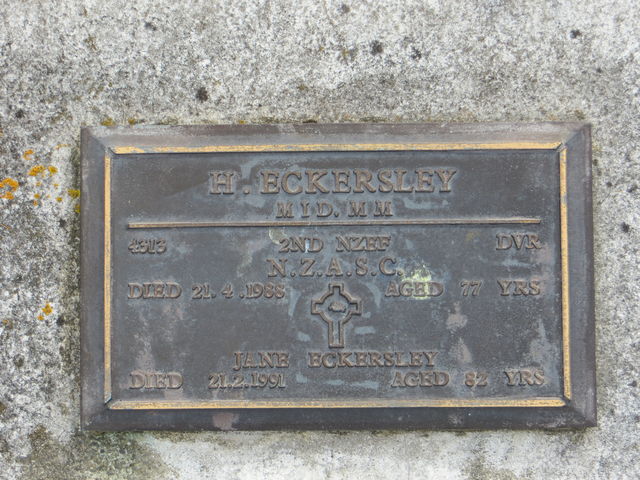 H. ECKERSLEY
M I D. M M
4313 2ND NZEF DVR
N.Z.A.S.C.
DIED 21.4.1988 AGED 77 YRS
JANE ECKERSLEY
DIED 21.2.1991 AGED 82 YRS